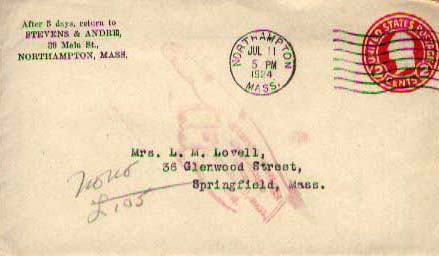 After 5 days, return to
STEVENS & ANDRE,
39 Main St.,
NORTHAMPTON, MASS.
NORTHAMPTON
JUL 11
5 PM
1924
MASS.
UNITED STATES POSTAGE
2 CENTS 2
Mrs. L. M. Lovell,
36 Glenwood Street,
Springfield, Mass.